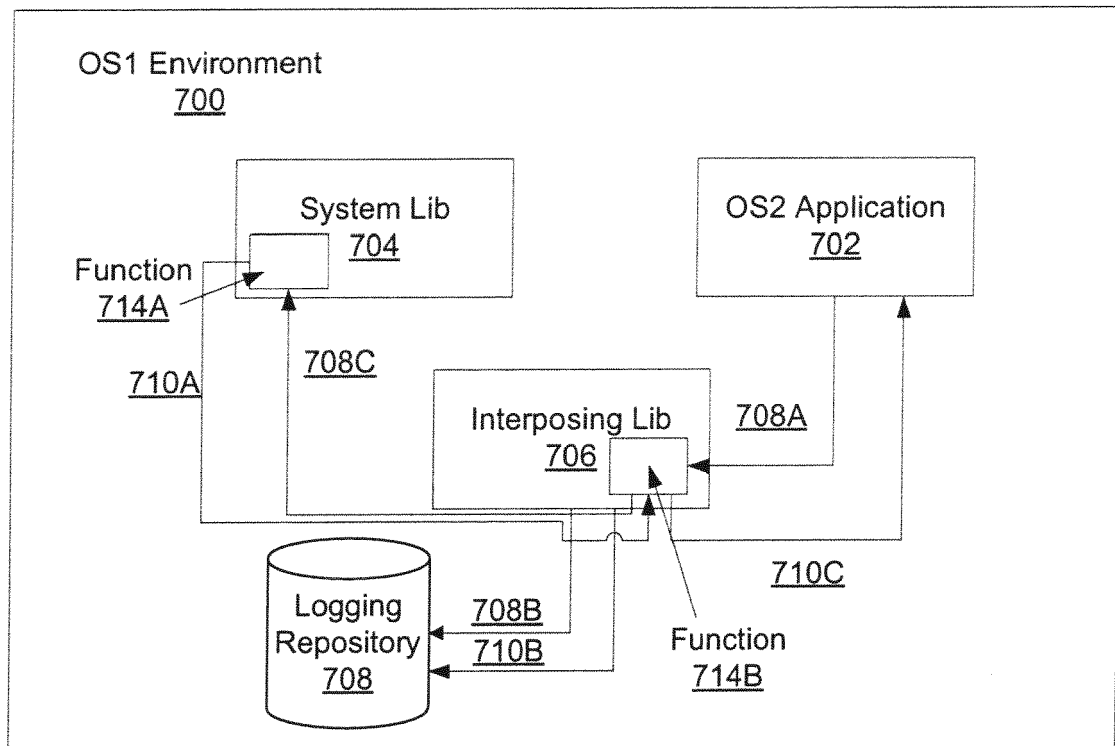 OS1 Environment
700
System Lib
704
OS2 Application
702
Function
714A
710A
708C
Interposing Lib
706
708A
710C
Logging
Repository
708
708B
710B
Function
714B